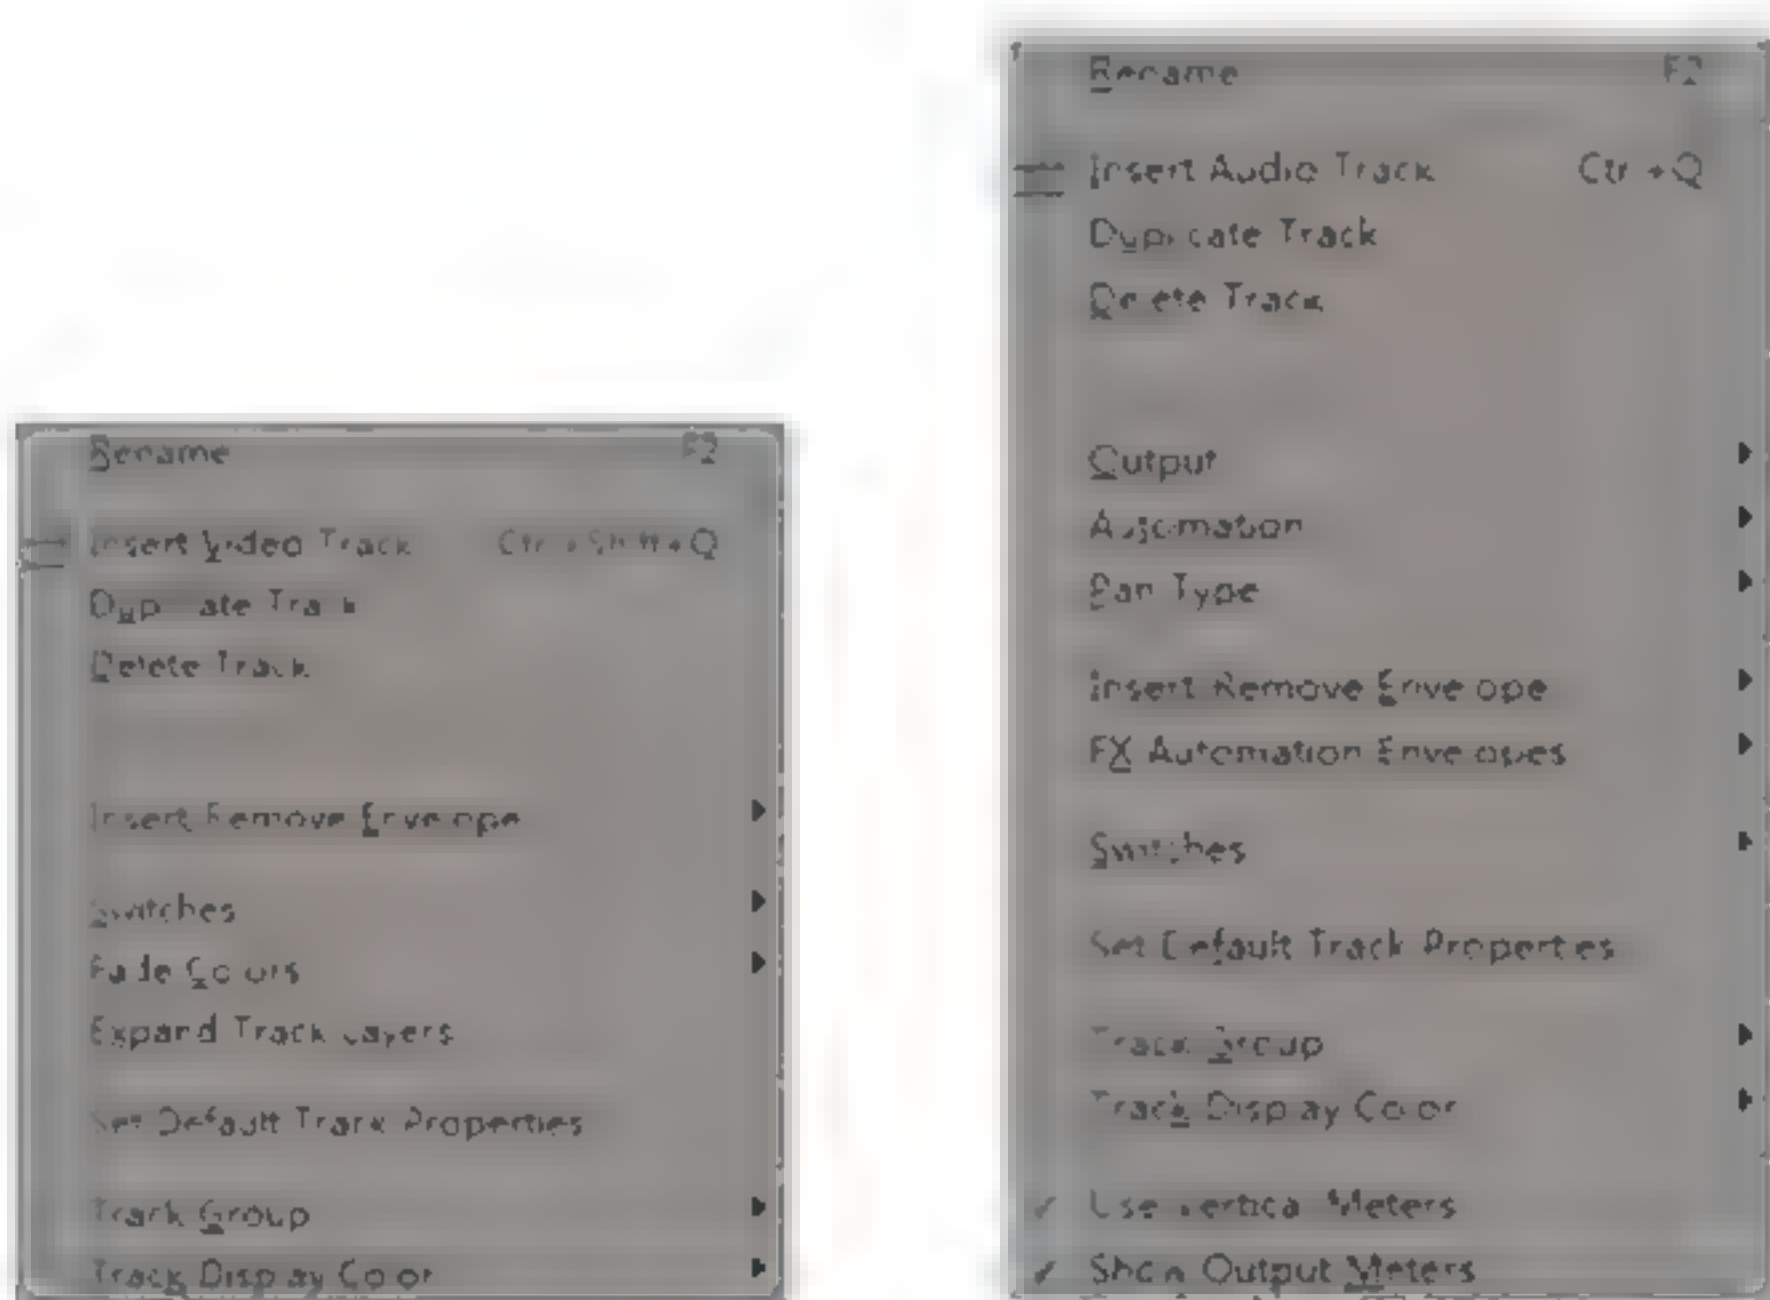 Rename F2
Insert Video Track Ctrl+Shift+Q
Duplicate Track
Delete Track
Insert/Remove Envelope
Switches
Fade Colors
Expand Track Layers
Set Default Track Properties
Track Group
Track Display Color
Rename F2
Insert Audio Track Ctrl+Q
Duplicate Track
Delete Track
Output
Automation
Pan Type
Insert/Remove Envelope
FX Automation Envelopes
Switches
Set Default Track Properties
Track Group
Track Display Color
Use Vertical Meters
Show Output Meters